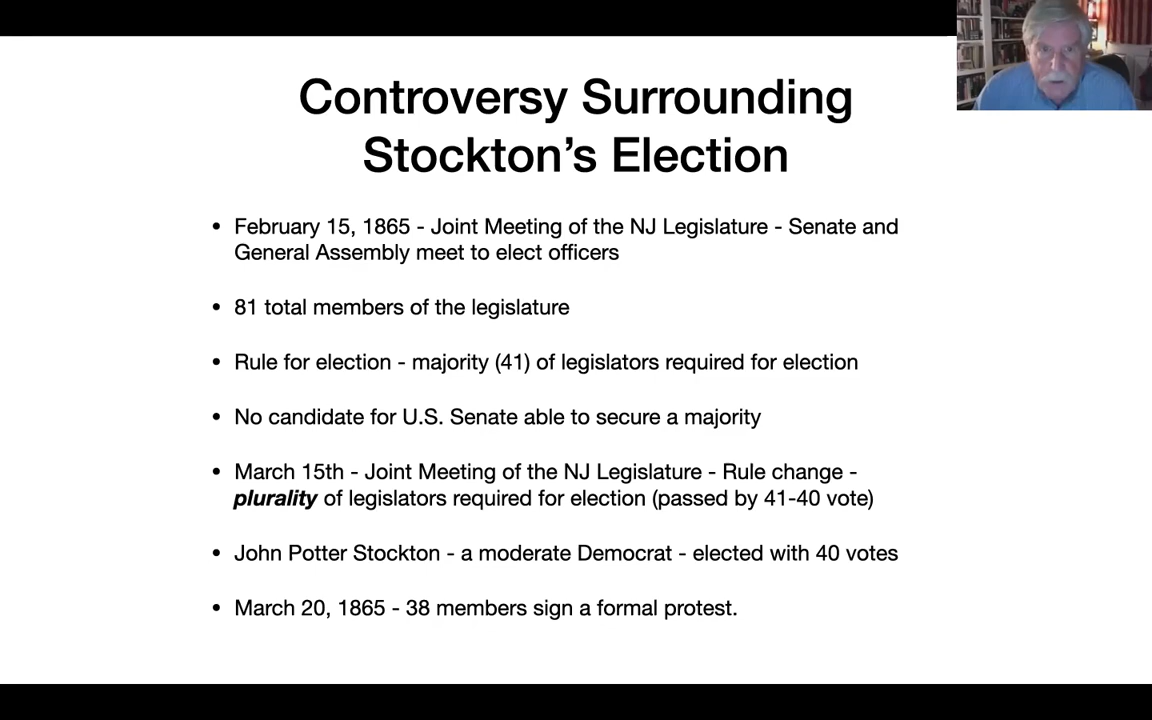 Controversy Surrounding
Stockton's Election
• February 15, 1865 - Joint Meeting of the NJ Legislature - Senate and
General Assembly meet to elect officers
• 81 total members of the legislature
• Rule for election - majority (41) of legislators required for election
• No candidate for U.S. Senate able to secure a majority
• March 15th - Joint Meeting of the NJ Legislature - Rule change -
plurality of legislators required for election (passed by 41-40 vote)
• John Potter Stockton - a moderate Democrat - elected with 40 votes
• March 20, 1865 - 38 members sign a formal protest.